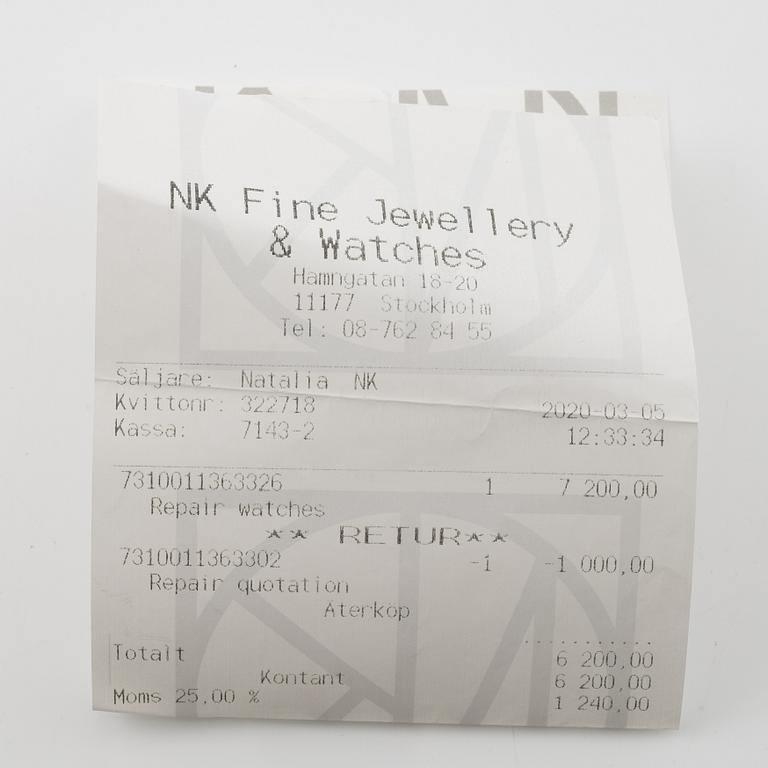 NK Fine Jewellery
& Watches
Hamngatan 18-20
11177 Stockholm
Tel: 08-762 84 55
Säljare: Natalia NK
Kvittonr: 322718 2020-03-05
Kassa: 7143-2 12:33:34
7310011363326 1 7 200,00
Repair watches
** RETUR**
7310011363302 -1 -1 000,00
Repair quotation
Återköp
Totalt 6 200,00
Kontant 6 200,00
Moms 25,00 % 1 240,00